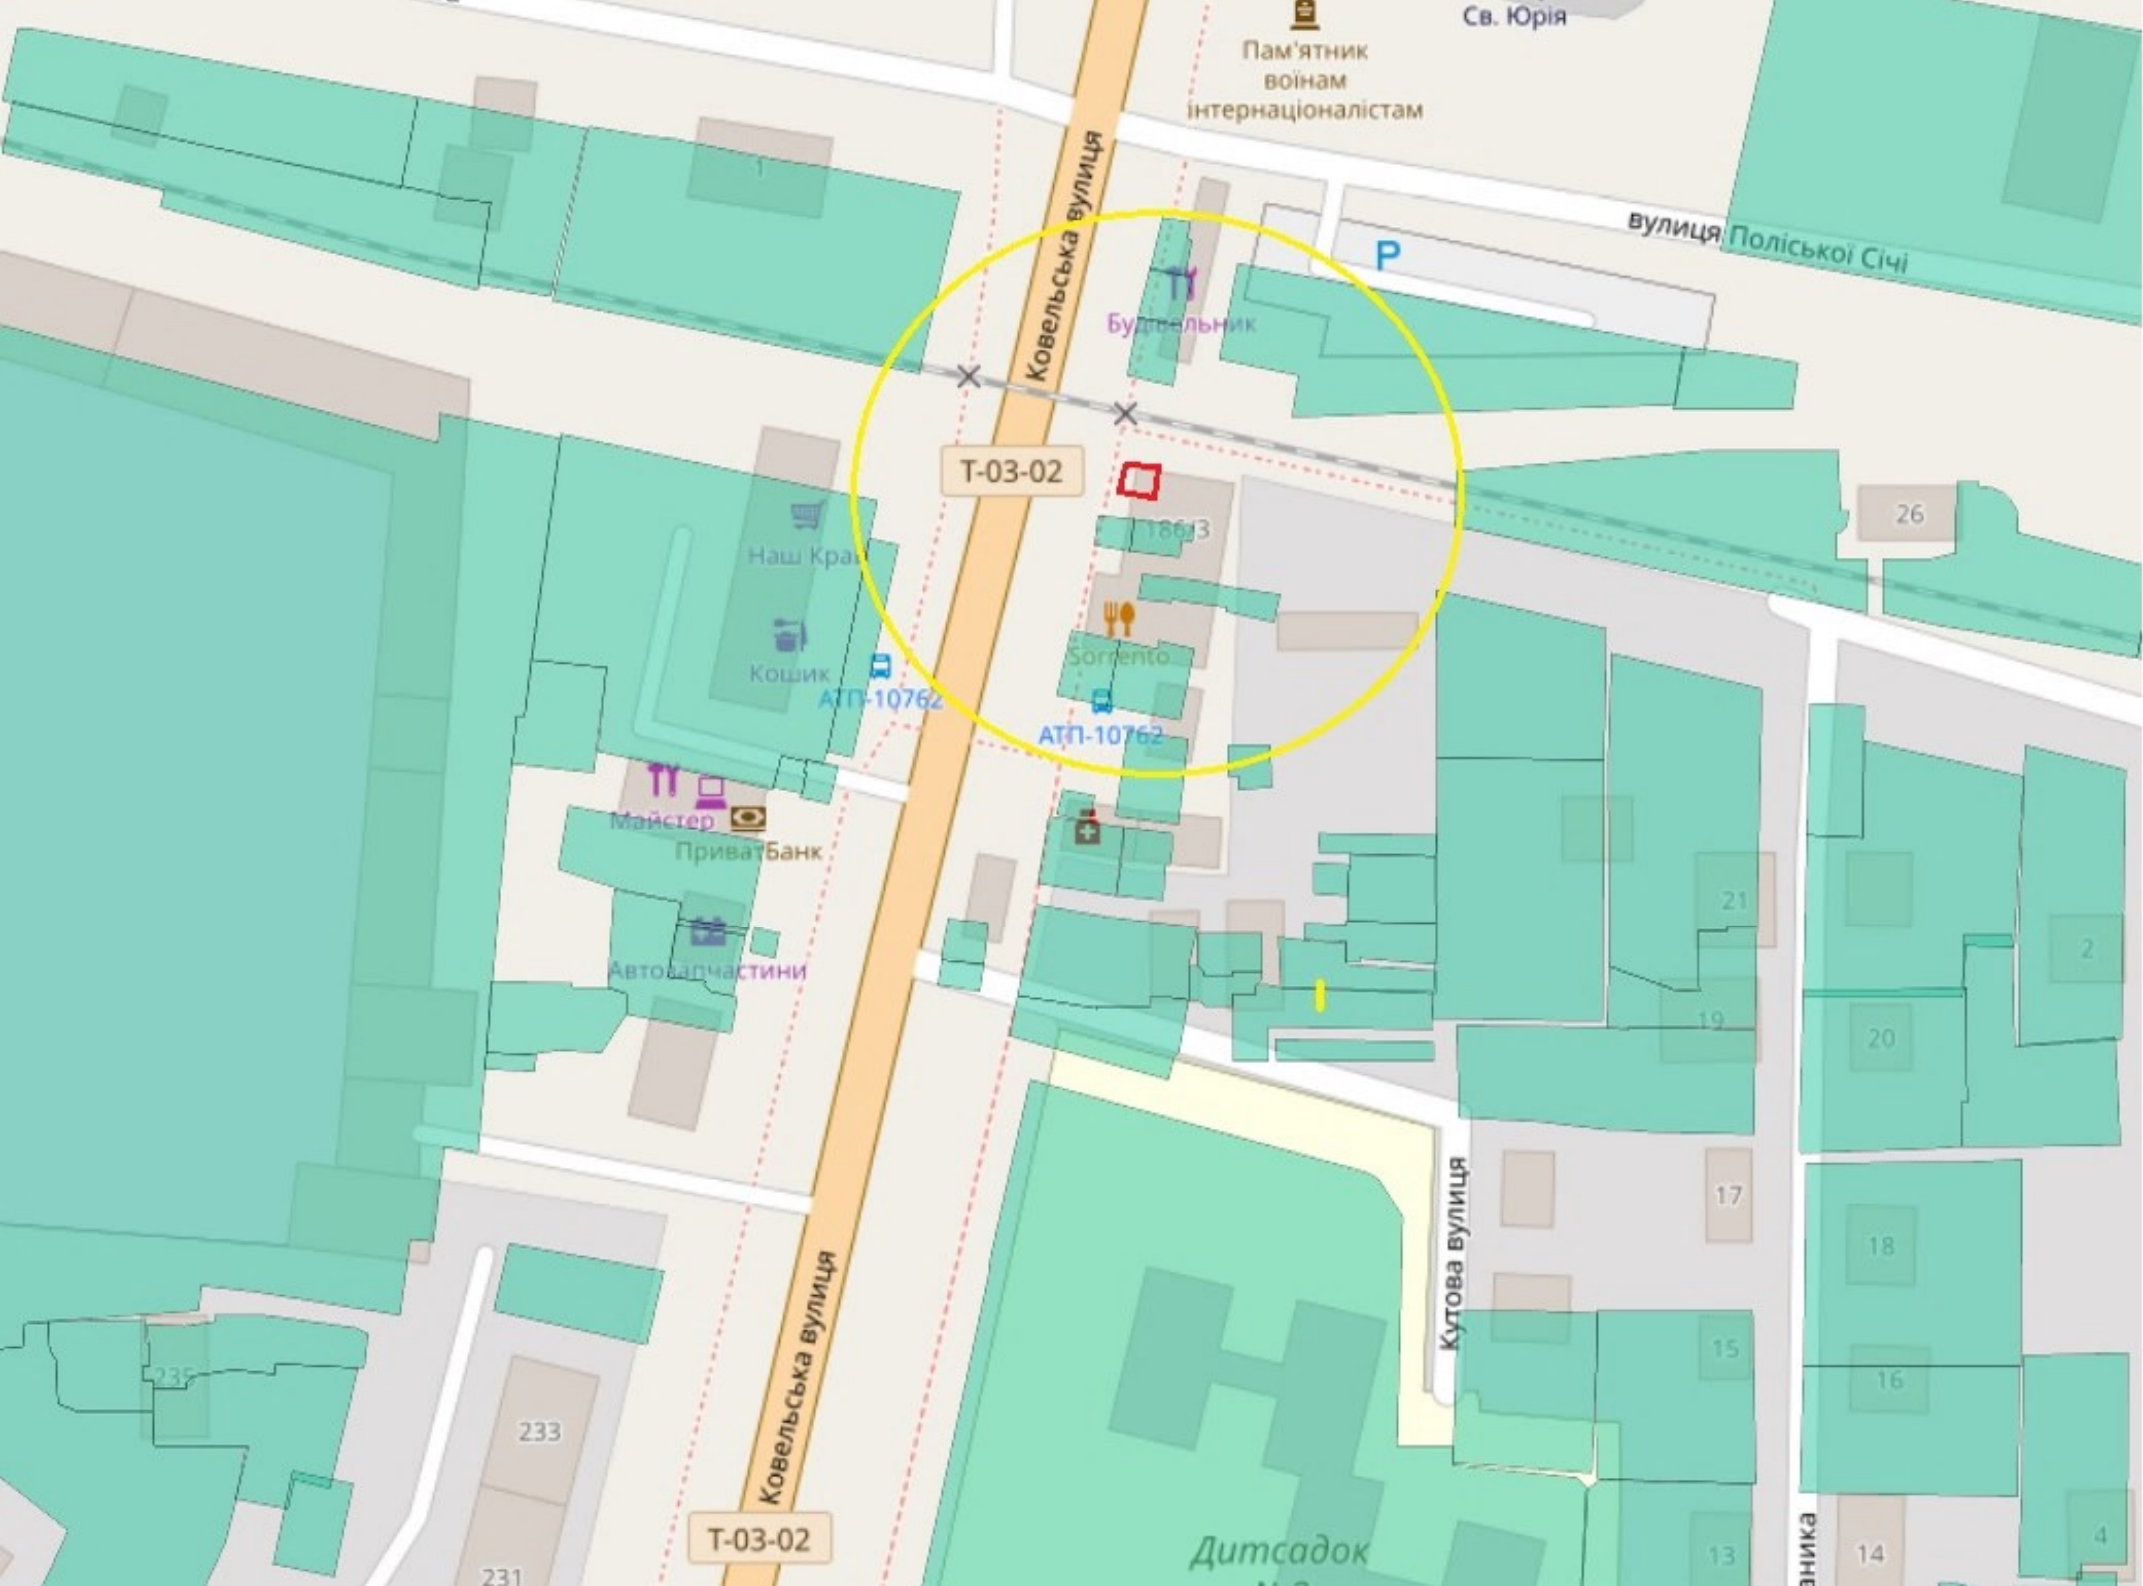 Св. Юрія
Пам'ятник
воїнам
інтернаціоналістам
1
Ковельська вулиця
вулиця Поліської Січі
P
Будівельник
Т-03-02
186/3
26
Наш Край
Кошик
Sorrento
АТП-10762
АТП-10762
Майстер
ПриватБанк
Автозапчастини
21
2
19
20
17
18
Кутова вулиця
Ковельська вулиця
15
16
235
233
231
Т-03-02
Дитсадок
13
14
4